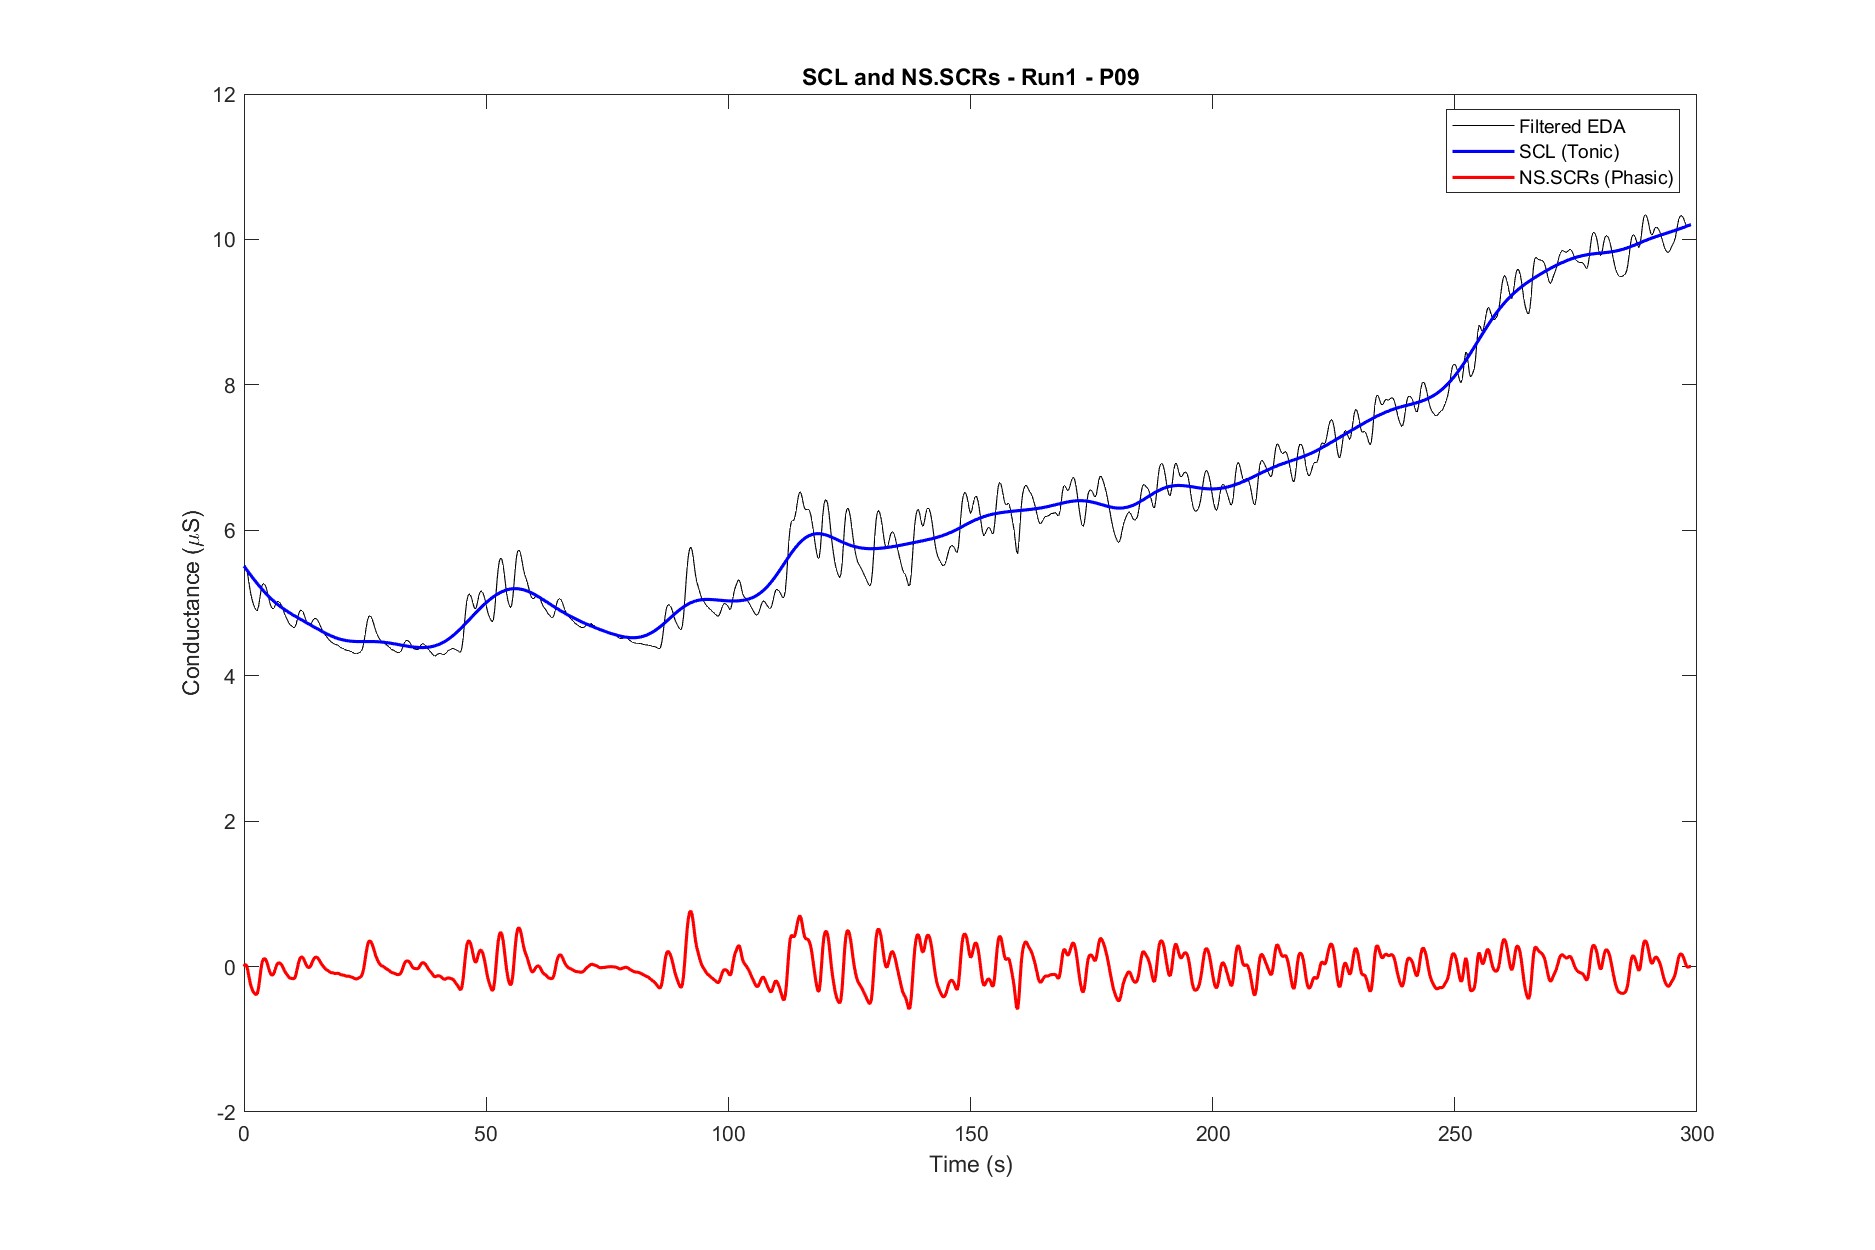 SCL and NS.SCRs - Run1 - P09
12
10
8
6
4
2
0
-2
Conductance (μS)
Filtered EDA
SCL (Tonic)
NS.SCRs (Phasic)
0 50 100 150 200 250 300
Time (s)